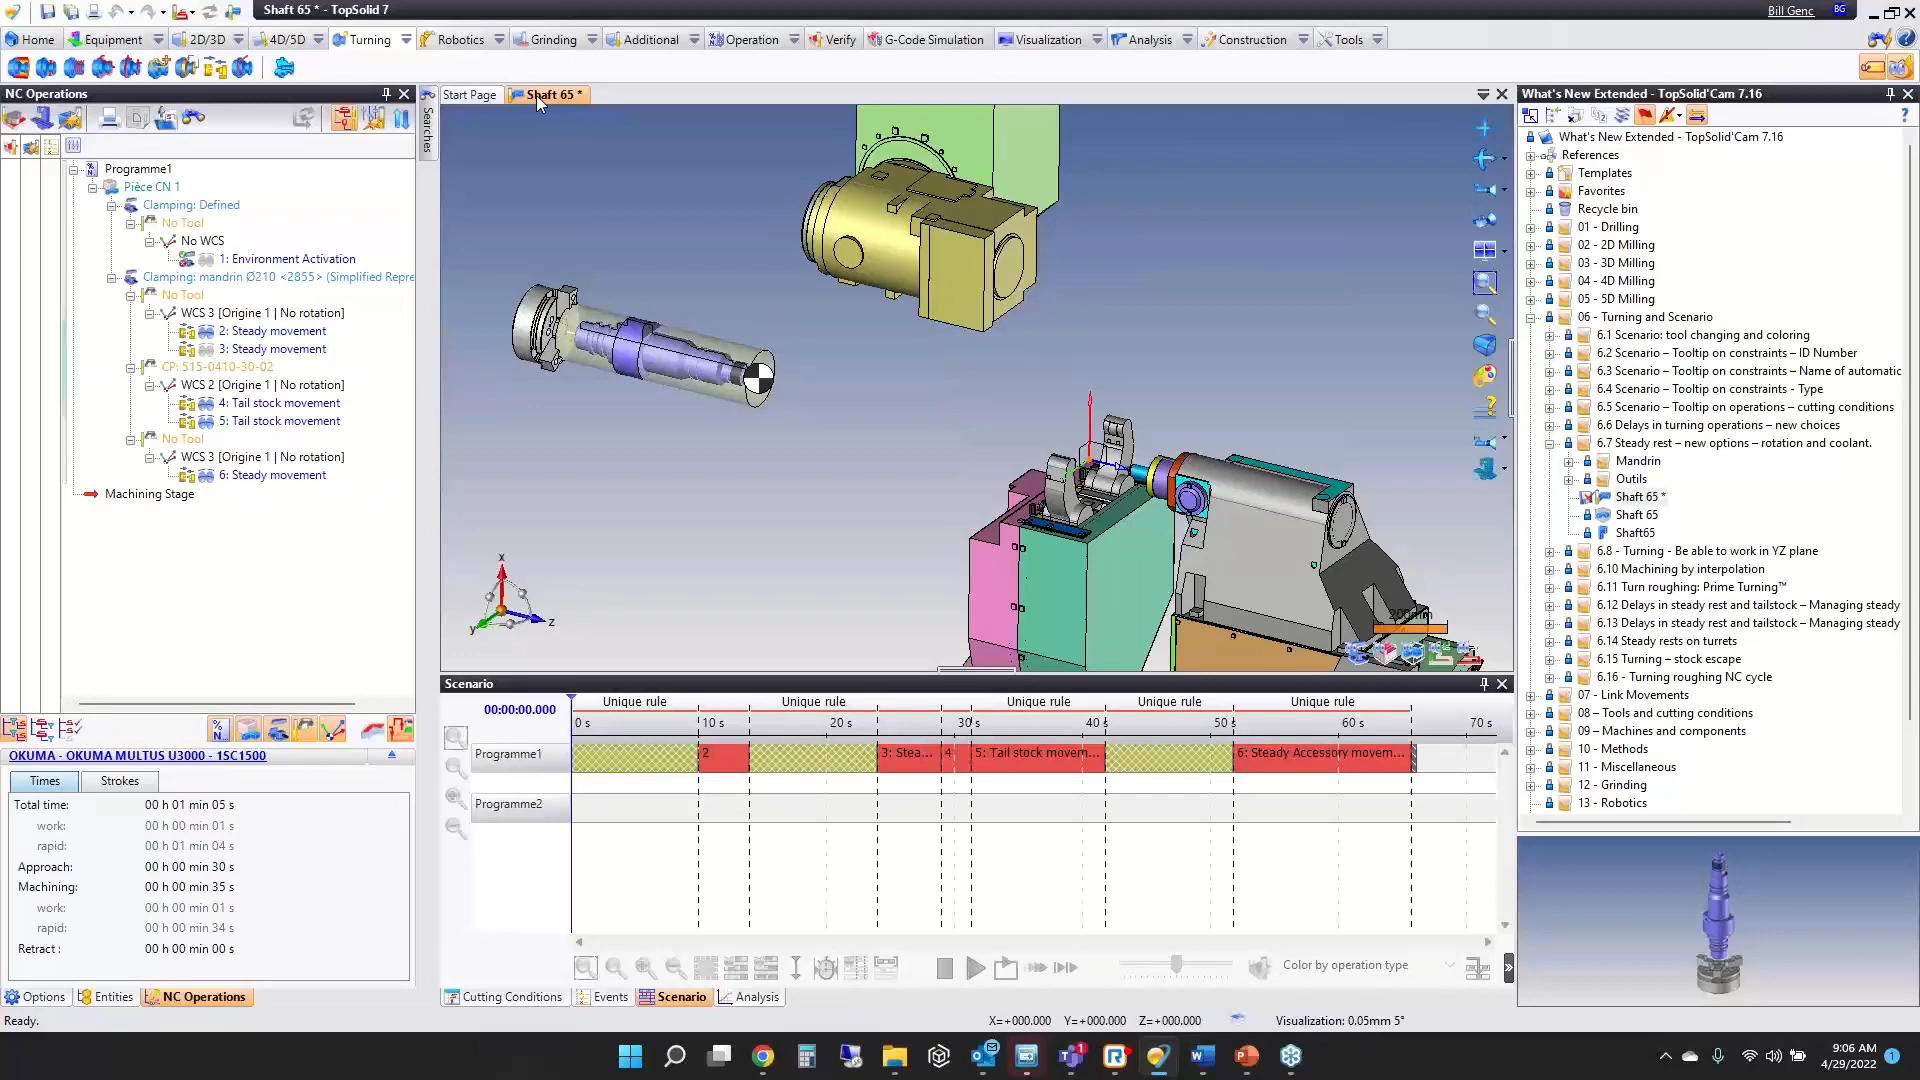 Shaft 65 * - TopSolid 7
Bill Genc
BG
Home
Equipment
2D/3D
4D/5D
Turning
Robotics
Grinding
Additional
Operation
Verify
G-Code Simulation
Visualization
Analysis
Construction
Tools
NC Operations
Searches
Start Page
Shaft 65 *
What's New Extended - TopSolid'Cam 7.16
Programme1
Pièce CN 1
Clamping: Defined
No Tool
No WCS
1: Environment Activation
Clamping: mandrin Ø210 <2855> (Simplified Repre
No Tool
WCS 3 [Origine 1 | No rotation]
2: Steady movement
3: Steady movement
CP: 515-0410-30-02
WCS 2 [Origine 1 | No rotation]
4: Tail stock movement
5: Tail stock movement
No Tool
WCS 3 [Origine 1 | No rotation]
6: Steady movement
Machining Stage
x
z
y
What's New Extended - TopSolid'Cam 7.16
References
Templates
Favorites
Recycle bin
01 - Drilling
02 - 2D Milling
03 - 3D Milling
04 - 4D Milling
05 - 5D Milling
06 - Turning and Scenario
6.1 Scenario: tool changing and coloring
6.2 Scenario – Tooltip on constraints – ID Number
6.3 Scenario – Tooltip on constraints – Name of automatic
6.4 Scenario – Tooltip on constraints - Type
6.5 Scenario – Tooltip on operations – cutting conditions
6.6 Delays in turning operations – new choices
6.7 Steady rest – new options – rotation and coolant.
Mandrin
Outils
Shaft 65 *
Shaft 65
Shaft65
6.8 - Turning - Be able to work in YZ plane
6.10 Machining by interpolation
6.11 Turn roughing: Prime Turning™
6.12 Delays in steady rest and tailstock – Managing steady
6.13 Delays in steady rest and tailstock – Managing steady
6.14 Steady rests on turrets
6.15 Turning – stock escape
6.16 - Turning roughing NC cycle
07 - Link Movements
08 – Tools and cutting conditions
09 – Machines and components
10 - Methods
11 - Miscellaneous
12 - Grinding
13 - Robotics
OKUMA - OKUMA MULTUS U3000 - 1SC1500
Times
Strokes
Total time: 00 h 01 min 05 s
work: 00 h 00 min 01 s
rapid: 00 h 01 min 04 s
Approach: 00 h 00 min 30 s
Machining: 00 h 00 min 35 s
work: 00 h 00 min 01 s
rapid: 00 h 00 min 34 s
Retract : 00 h 00 min 00 s
Options
Entities
NC Operations
Ready.
Scenario
00:00:00.000
Unique rule
Unique rule
Unique rule
Unique rule
Unique rule
0 s
10 s
20 s
30 s
40 s
50 s
60 s
70 s
Programme1
2
3: Stea...
4
5: Tail stock movem...
6: Steady Accessory movem...
Programme2
Color by operation type
Cutting Conditions
Events
Scenario
Analysis
X=+000.000 Y=+000.000 Z=+000.000
Visualization: 0.05mm 5°
9:06 AM
4/29/2022
1